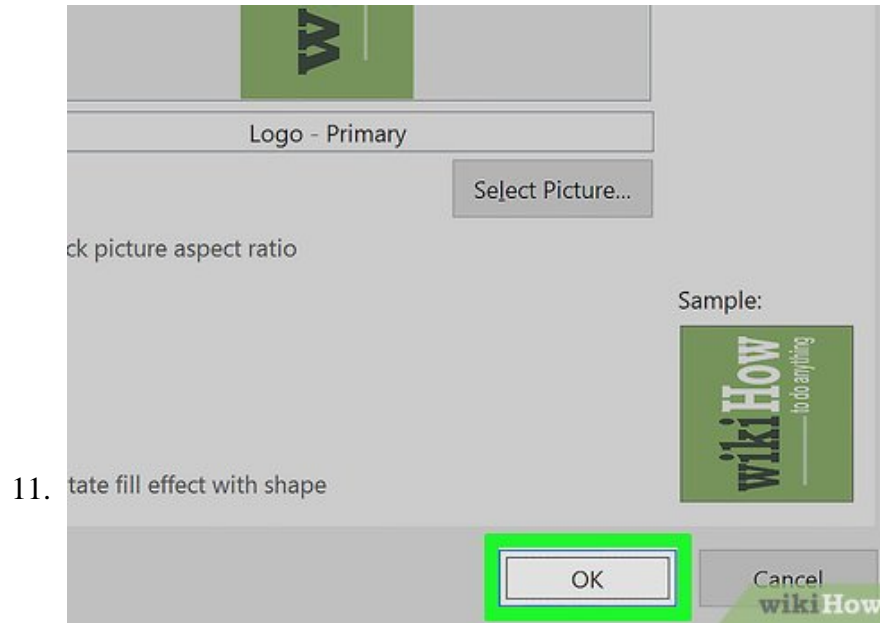 w
Logo - Primary
Select Picture...
ck picture aspect ratio
Sample:
wikiHow
to do anything
11.
tate fill effect with shape
OK
Cancel
wikiHow